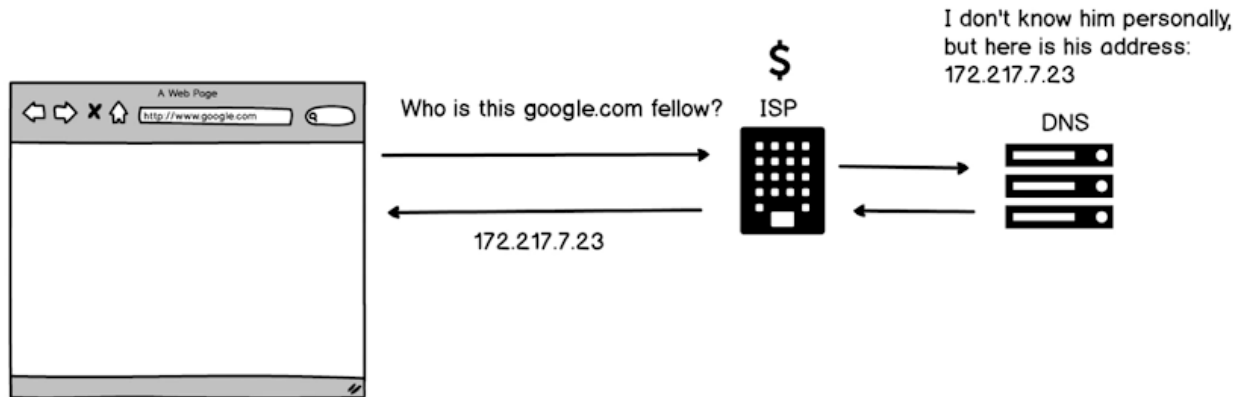 I don't know him personally,
but here is his address:
172.217.7.23
$
A Web Page
http://www.google.com
Who is this google.com fellow?
ISP
DNS
172.217.7.23